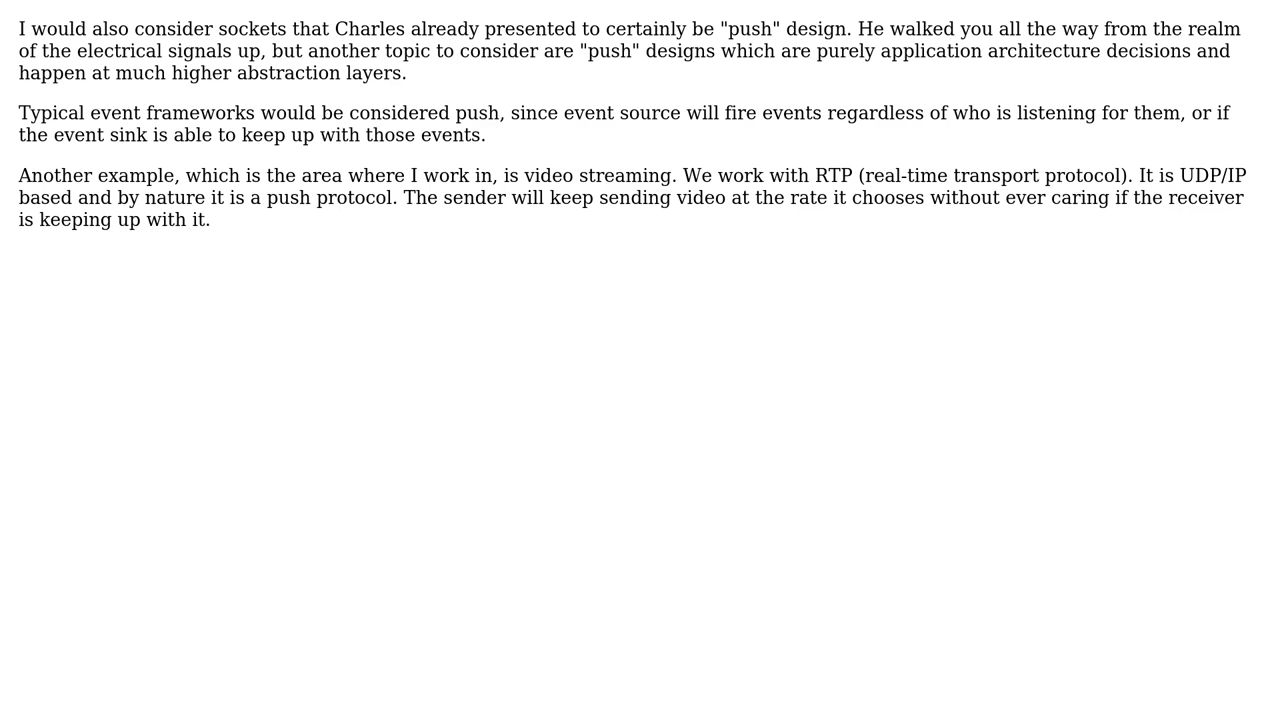 I would also consider sockets that Charles already presented to certainly be "push" design. He walked you all the way from the realm
of the electrical signals up, but another topic to consider are "push" designs which are purely application architecture decisions and
happen at much higher abstraction layers.
Typical event frameworks would be considered push, since event source will fire events regardless of who is listening for them, or if
the event sink is able to keep up with those events.
Another example, which is the area where I work in, is video streaming. We work with RTP (real-time transport protocol). It is UDP/IP
based and by nature it is a push protocol. The sender will keep sending video at the rate it chooses without ever caring if the receiver
is keeping up with it.